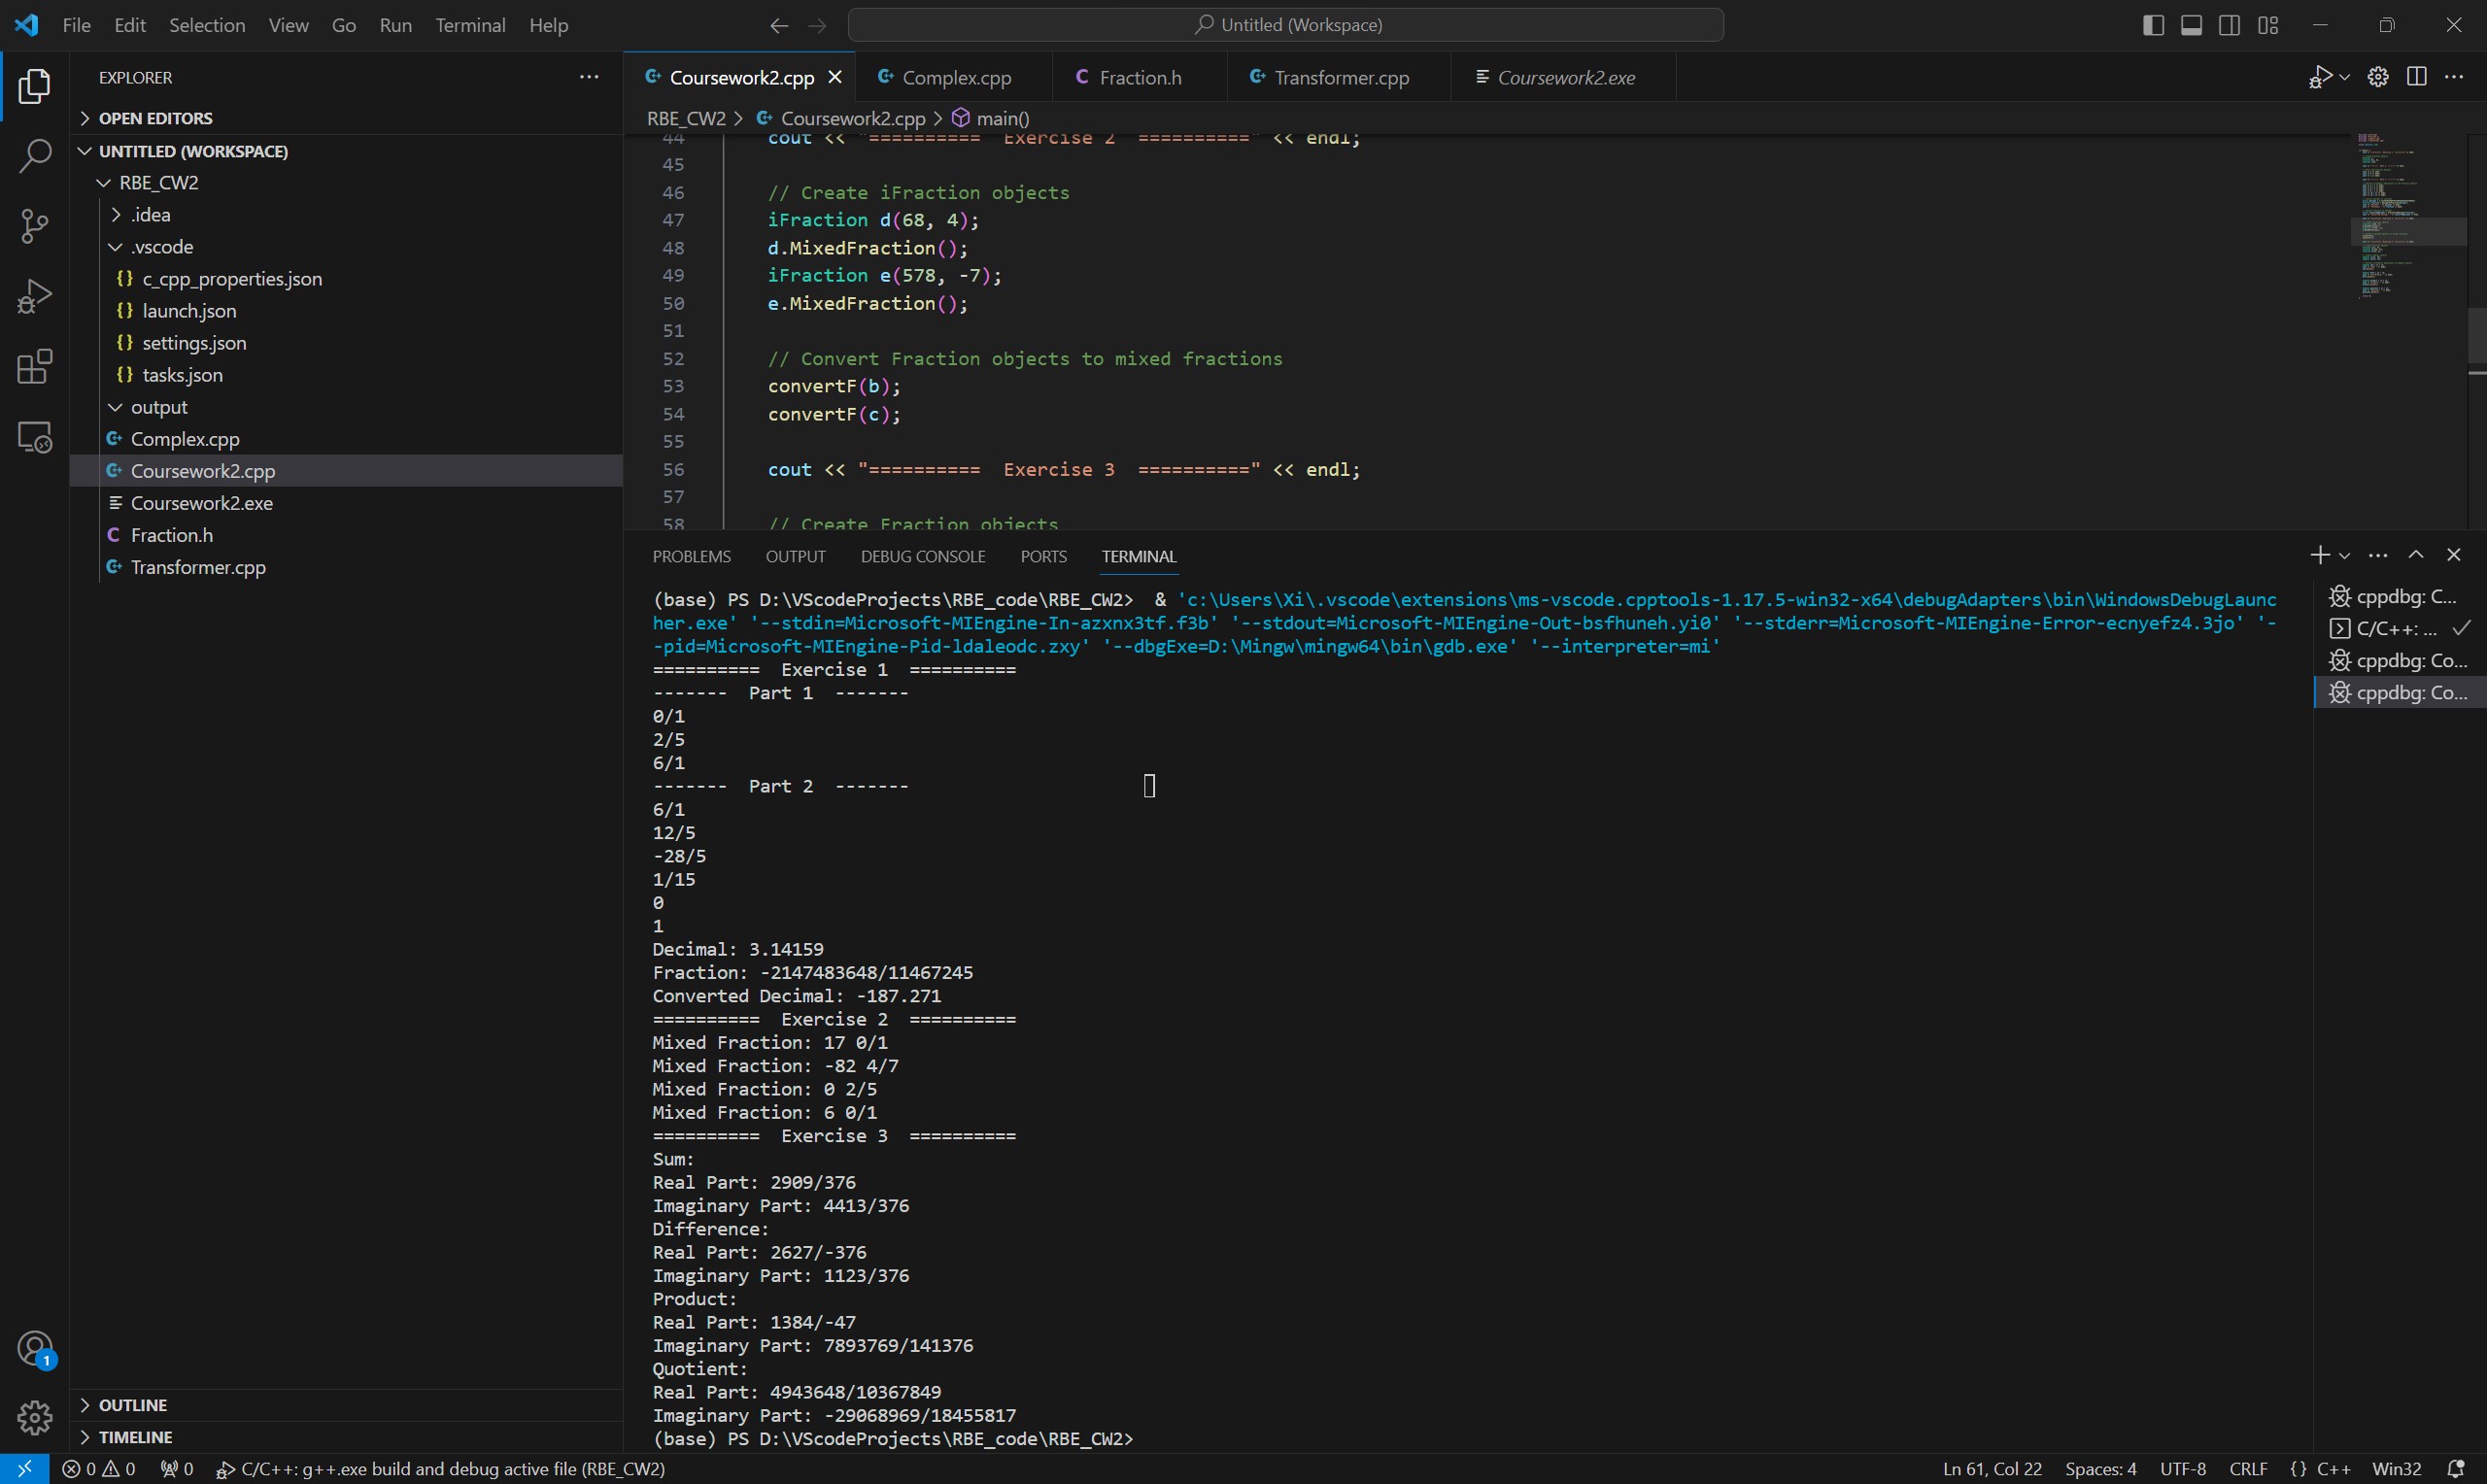 File Edit Selection View Go Run Terminal Help
Untitled (Workspace)
EXPLORER
OPEN EDITORS
UNTITLED (WORKSPACE)
RBE_CW2
.idea
.vscode
{} c_cpp_properties.json
{} launch.json
{} settings.json
{} tasks.json
output
Complex.cpp
Coursework2.cpp
Coursework2.exe
C Fraction.h
Transformer.cpp
OUTLINE
TIMELINE
Coursework2.cpp Complex.cpp C Fraction.h Transformer.cpp Coursework2.exe
RBE_CW2 > Coursework2.cpp > main()
44 cout << "========== Exercise 2 ==========" << endl;
45
46 // Create iFraction objects
47 iFraction d(68, 4);
48 d.MixedFraction();
49 iFraction e(578, -7);
50 e.MixedFraction();
51
52 // Convert Fraction objects to mixed fractions
53 convertF(b);
54 convertF(c);
55
56 cout << "========== Exercise 3 ==========" << endl;
57
58 // Create Fraction objects
PROBLEMS OUTPUT DEBUG CONSOLE PORTS TERMINAL
(base) PS D:\VScodeProjects\RBE_code\RBE_CW2> & 'c:\Users\Xi\.vscode\extensions\ms-vscode.cpptools-1.17.5-win32-x64\debugAdapters\bin\WindowsDebugLaunc
her.exe' '--stdin=Microsoft-MIEngine-In-azxnx3tf.f3b' '--stdout=Microsoft-MIEngine-Out-bsfhuneh.yi0' '--stderr=Microsoft-MIEngine-Error-ecnyefz4.3jo' '-
-pid=Microsoft-MIEngine-Pid-ldaleodc.zxy' '--dbgExe=D:\Mingw\mingw64\bin\gdb.exe' '--interpreter=mi'
========== Exercise 1 ==========
------- Part 1 -------
0/1
2/5
6/1
------- Part 2 -------
6/1
12/5
-28/5
1/15
0
1
Decimal: 3.14159
Fraction: -2147483648/11467245
Converted Decimal: -187.271
========== Exercise 2 ==========
Mixed Fraction: 17 0/1
Mixed Fraction: -82 4/7
Mixed Fraction: 0 2/5
Mixed Fraction: 6 0/1
========== Exercise 3 ==========
Sum:
Real Part: 2909/376
Imaginary Part: 4413/376
Difference:
Real Part: 2627/-376
Imaginary Part: 1123/376
Product:
Real Part: 1384/-47
Imaginary Part: 7893769/141376
Quotient:
Real Part: 4943648/10367849
Imaginary Part: -29068969/18455817
(base) PS D:\VScodeProjects\RBE_code\RBE_CW2>
cppdbg: C...
C/C++: ...
cppdbg: Co...
cppdbg: Co...
1
0 0 0 C/C++: g++.exe build and debug active file (RBE_CW2) Ln 61, Col 22 Spaces: 4 UTF-8 CRLF {} C++ Win32